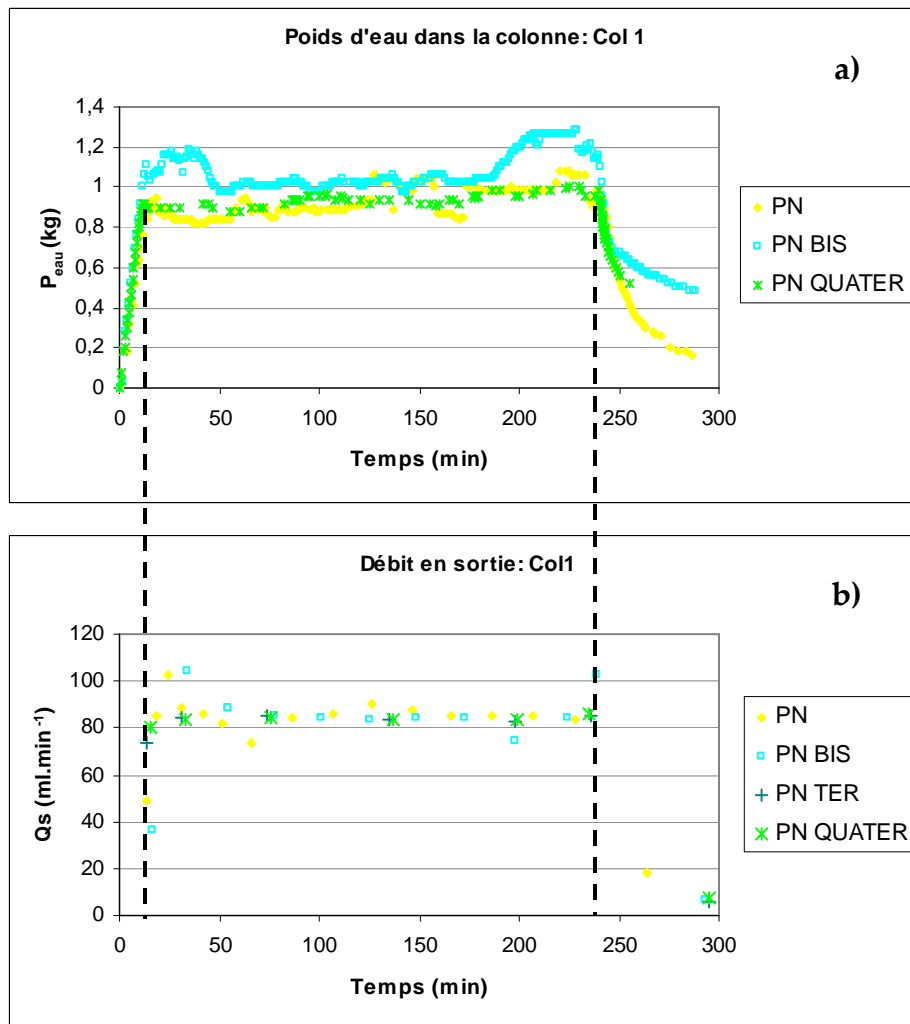 Poids d'eau dans la colonne: Col 1
a)
1,4
1,2
1
0,8
0,6
0,4
0,2
0
P eau (kg)
0 50 100 150 200 250 300
Temps (min)
PN
PN BIS
PN QUATER
Débit en sortie: Col1
b)
120
100
80
60
40
20
0
Qs (ml.min⁻¹)
0 50 100 150 200 250 300
Temps (min)
PN
PN BIS
PN TER
PN QUATER